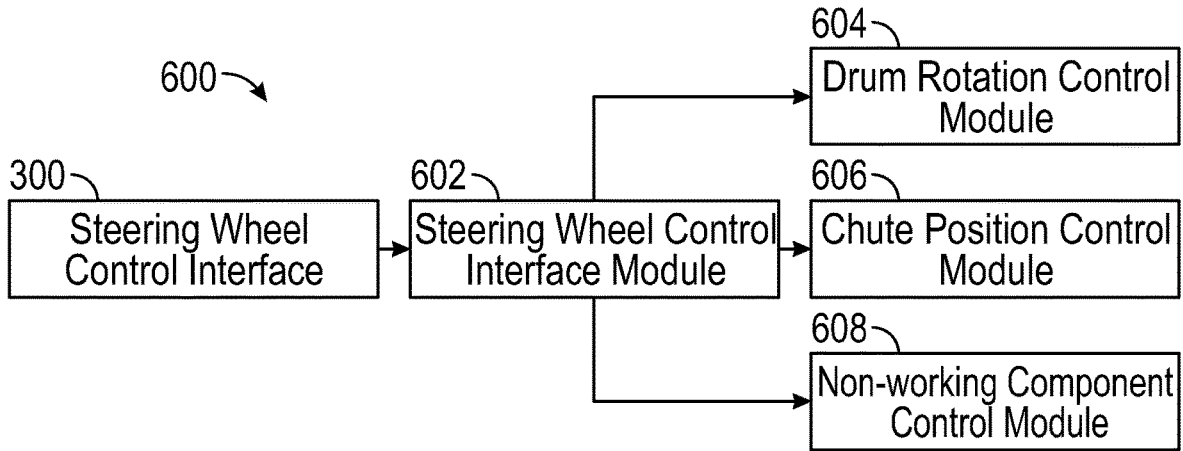 600
604
Drum Rotation Control
Module
300
Steering Wheel
Control Interface
602
Steering Wheel Control
Interface Module
606
Chute Position Control
Module
608
Non-working Component
Control Module